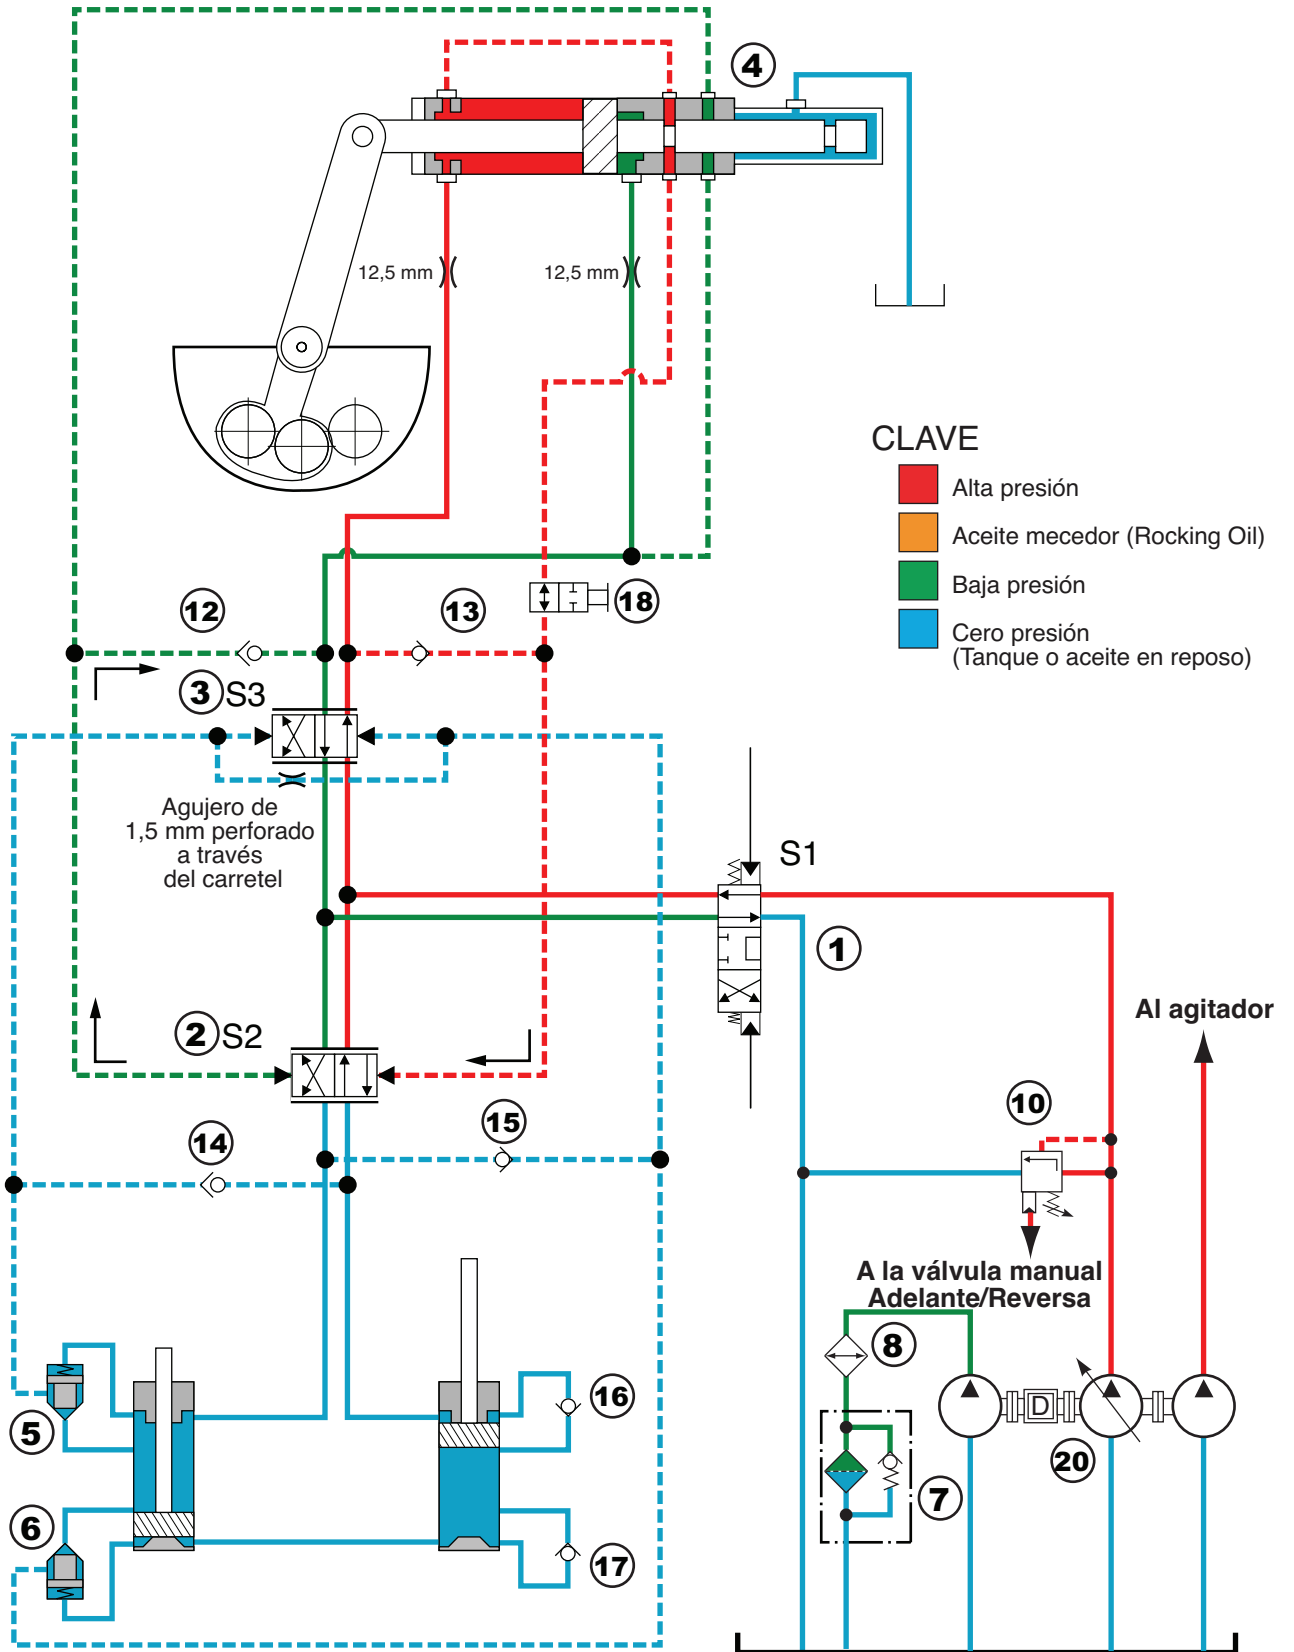 4
12,5 mm
12,5 mm
CLAVE
Alta presión
Aceite mecedor (Rocking Oil)
Baja presión
Cero presión
(Tanque o aceite en reposo)
12
13
18
3 S3
Agujero de
1,5 mm perforado
a través
del carretel
S1
1
2 S2
Al agitador
10
14
15
A la válvula manual
Adelante/Reversa
8
5
16
D
20
7
6
17